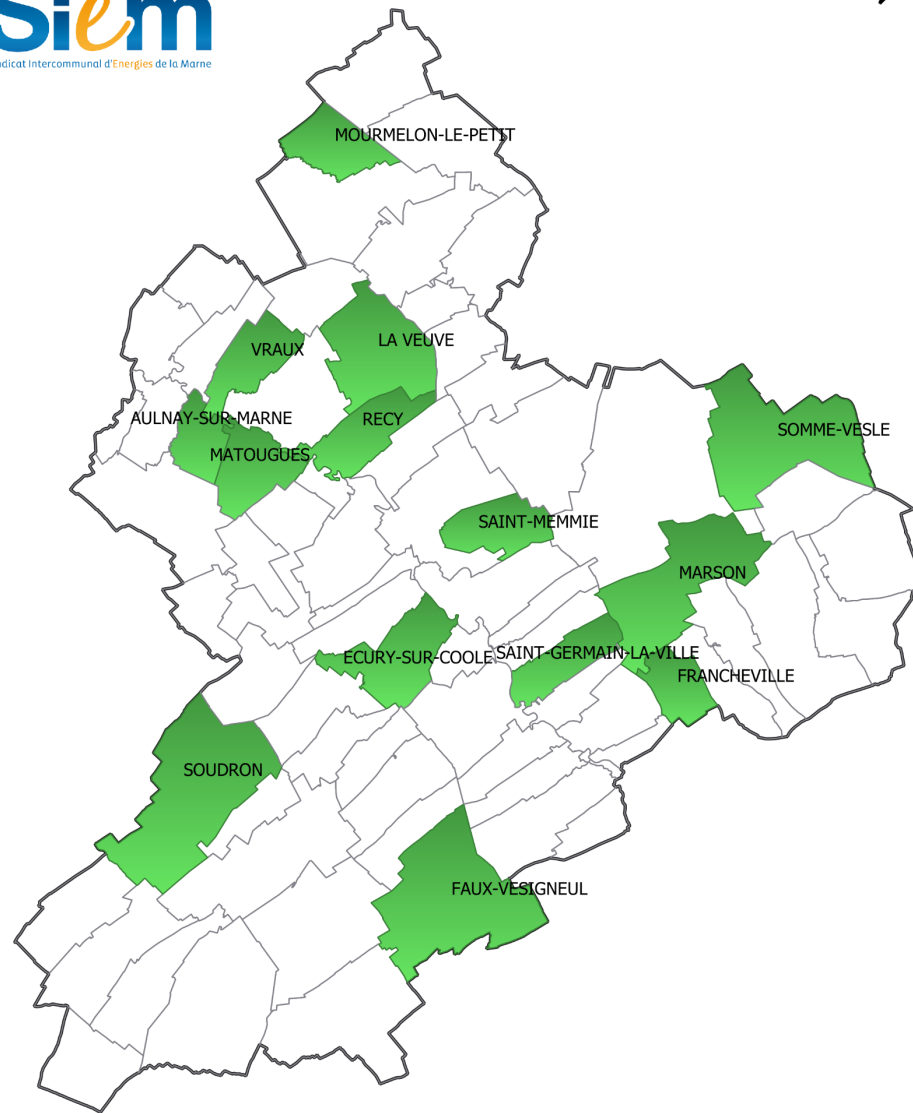 Siem
ndicat Intercommunal d'Energies de la Marne
MOURMELON-LE-PETIT
LA VEUVE
VRAUX
AULNAY-SUR-MARNE
RECY
SOMME-VESLE
MATOUGUES
SAINT-MEMMIE
MARSON
ECURY-SUR-COOLE
SAINT-GERMAIN-LA-VILLE
FRANCHEVILLE
SOUDRON
FAUX-VESIGNEUL